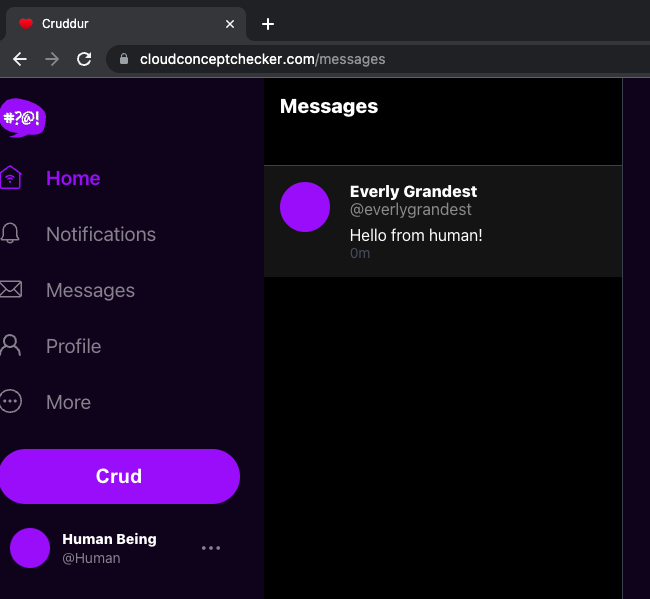 Cruddur
cloudconceptchecker.com/messages
#?@!
Home
Notifications
Messages
Profile
More
Crud
Human Being
@Human
Messages
Everly Grandest
@everlygrandest
Hello from human!
0m